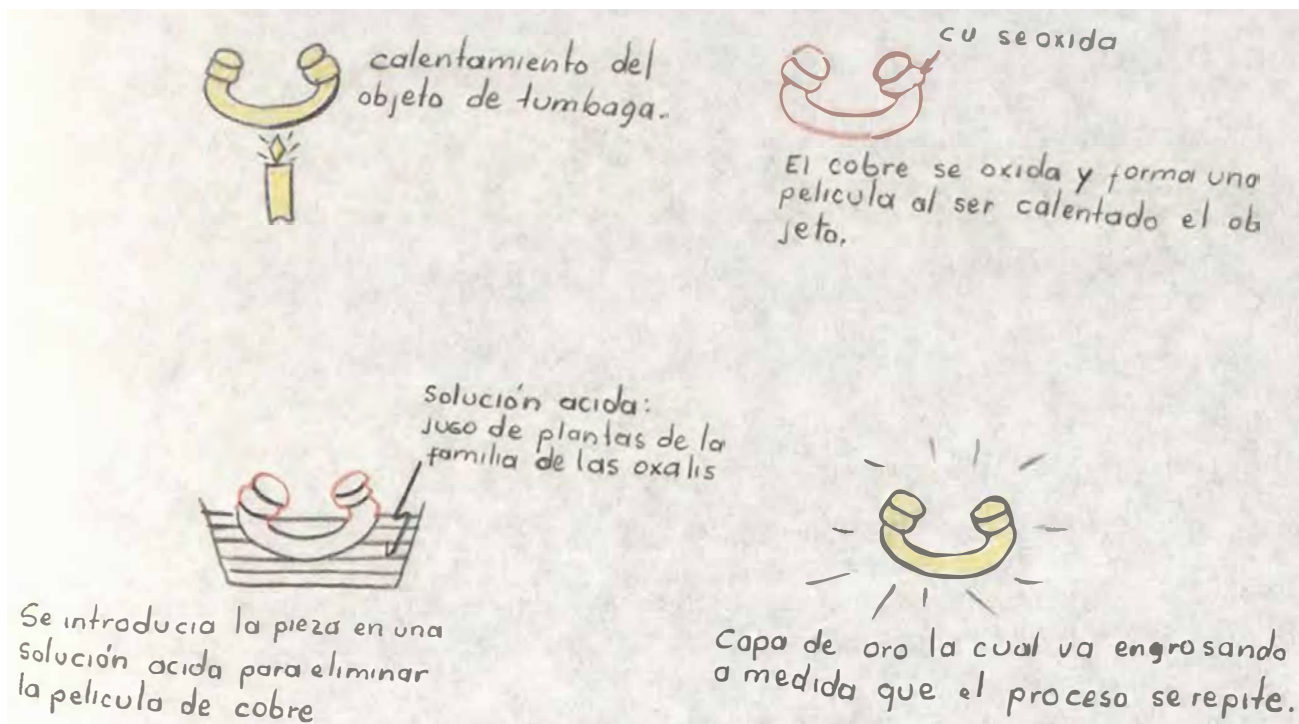 calentamiento del
objeto de tumbaga.
cu se oxida
El cobre se oxida y forma una
pelicula al ser calentado el ob
jeto.
Solución acida:
jugo de plantas de la
familia de las oxalis
Se introducia la pieza en una
solución acida para eliminar
la pelicula de cobre
Capa de oro la cual va engrosando
a medida que el proceso se repite.